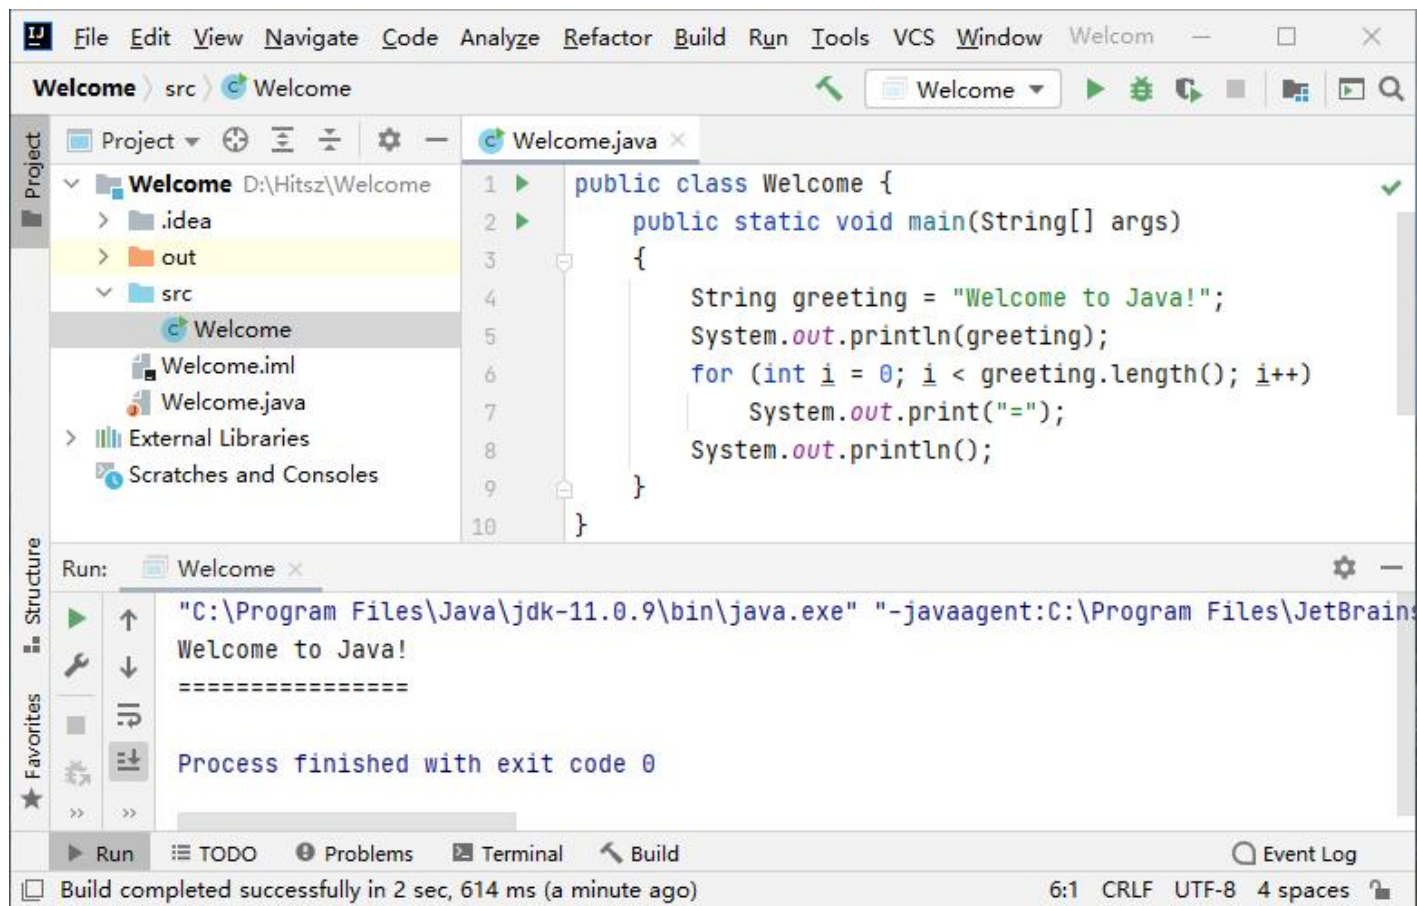 File Edit View Navigate Code Analyze Refactor Build Run Tools VCS Window Welcom
Welcome src Welcome
Welcome
Project
Project
Welcome D:\Hitsz\Welcome
.idea
out
src
Welcome
Welcome.iml
Welcome.java
External Libraries
Scratches and Consoles
Welcome.java
1 public class Welcome {
2 public static void main(String[] args)
3 {
4 String greeting = "Welcome to Java!";
5 System.out.println(greeting);
6 for (int i = 0; i < greeting.length(); i++)
7 System.out.print("=");
8 System.out.println();
9 }
10 }
Structure
Favorites
Run: Welcome
"C:\Program Files\Java\jdk-11.0.9\bin\java.exe" "-javaagent:C:\Program Files\JetBrains
Welcome to Java!
================
Process finished with exit code 0
Run TODO Problems Terminal Build Event Log
Build completed successfully in 2 sec, 614 ms (a minute ago) 6:1 CRLF UTF-8 4 spaces